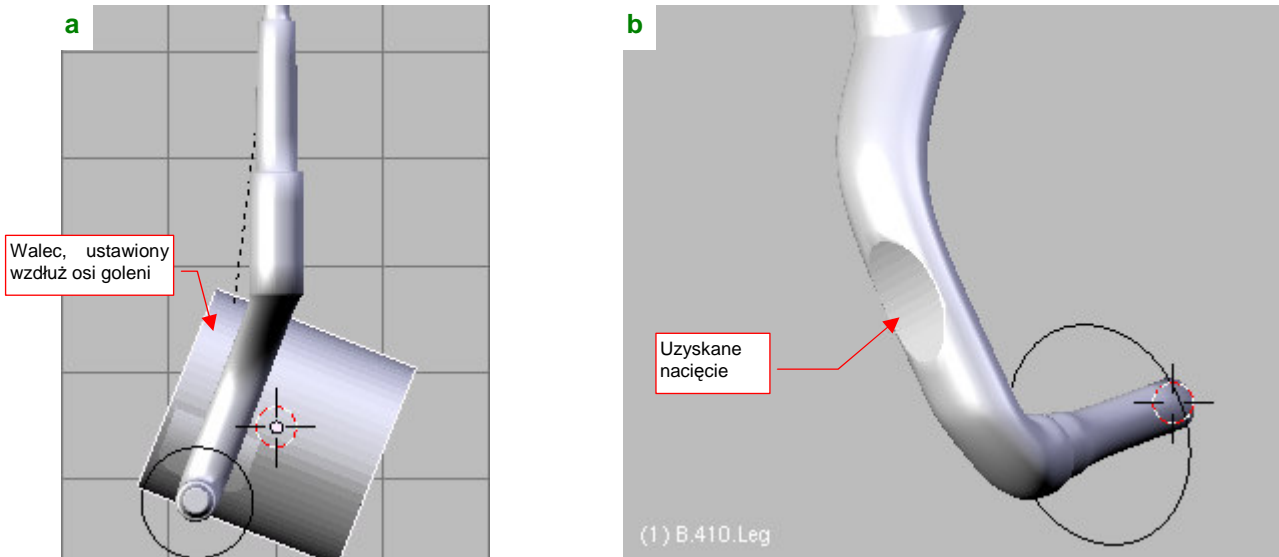 a
b
Walec, ustawiony
wzdłuż osi goleni
Uzyskane
nacięcie
(1) B.410.Leg